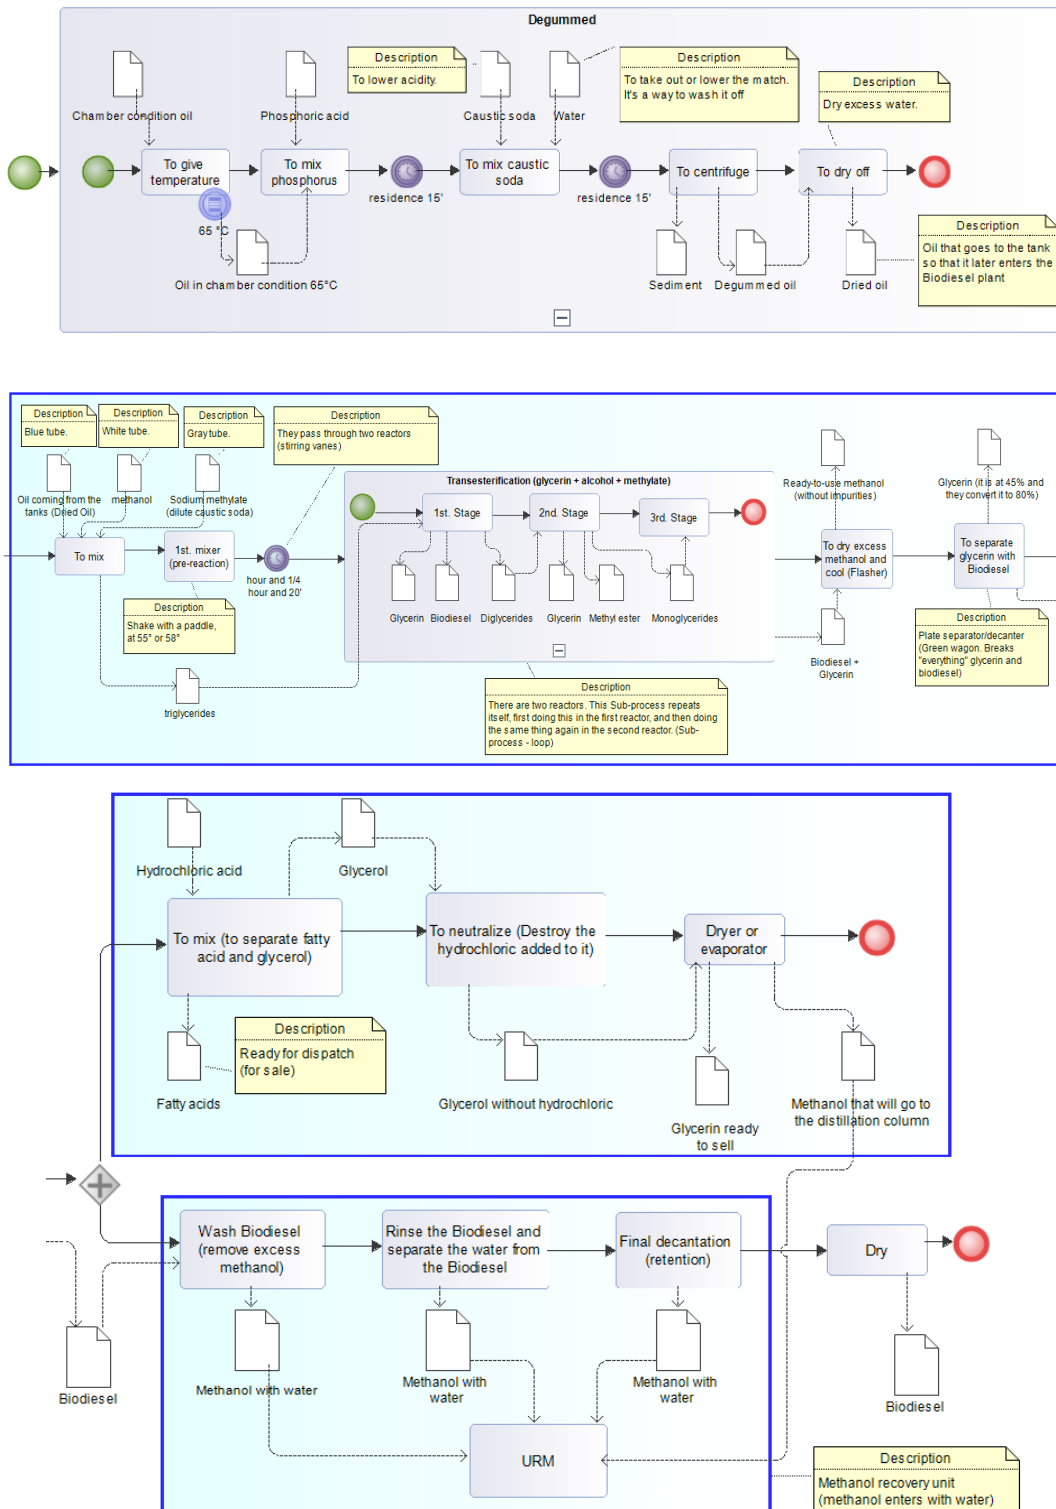 Degummed
Description
To lower acidity.
Description
To take out or lower the match.
It's a way to wash it off
Description
Dry excess water.
Chamber condition oil
Phosphoric acid
Caustic soda
Water
To give
temperature
To mix
phosphorus
residence 15'
To mix caustic
soda
residence 15'
To centrifuge
To dry off
65 °C
Oil in chamber condition 65°C
Sediment
Degummed oil
Dried oil
Description
Oil that goes to the tank
so that it later enters the
Biodiesel plant
Description
Blue tube.
Description
White tube.
Description
Gray tube.
Description
They pass through two reactors
(stirring vanes)
Oil coming from the
tanks (Dried Oil)
methanol
Sodium methylate
(dilute caustic soda)
To mix
1st. mixer
(pre-reaction)
hour and 1/4
hour and 20'
Description
Shake with a paddle,
at 55° or 58°
triglycerides
Transesterification (glycerin + alcohol + methylate)
1st. Stage
2nd. Stage
3rd. Stage
Glycerin
Biodiesel
Diglycerides
Glycerin
Methyl ester
Monoglycerides
Description
There are two reactors. This Sub-process repeats
itself, first doing this in the first reactor, and then doing
the same thing again in the second reactor. (Sub-
process - loop)
Ready-to-use methanol
(without impurities)
Glycerin (it is at 45% and
they convert it to 80%)
To dry excess
methanol and
cool (Flasher)
To separate
glycerin with
Biodiesel
Biodiesel +
Glycerin
Description
Plate separator/decanter
(Green wagon. Breaks
"everything" glycerin and
biodiesel)
Hydrochloric acid
Glycerol
To mix (to separate fatty
acid and glycerol)
To neutralize (Destroy the
hydrochloric added to it)
Dryer or
evaporator
Description
Ready for dispatch
(for sale)
Fatty acids
Glycerol without hydrochloric
Glycerin ready
to sell
Methanol that will go to
the distillation column
Wash Biodiesel
(remove excess
methanol)
Rinse the Biodiesel and
separate the water from
the Biodiesel
Final decantation
(retention)
Dry
Biodiesel
Methanol with water
Methanol with
water
Methanol with
water
Biodiesel
URM
Description
Methanol recovery unit
(methanol enters with water)